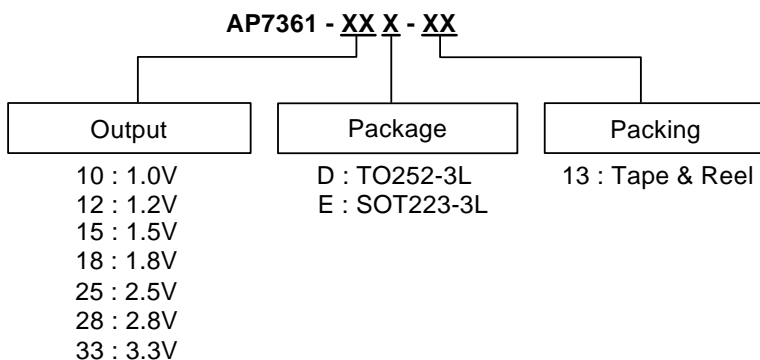 AP7361 - XX X - XX
Output
Package
Packing
10 : 1.0V
12 : 1.2V
15 : 1.5V
18 : 1.8V
25 : 2.5V
28 : 2.8V
33 : 3.3V
D : TO252-3L
E : SOT223-3L
13 : Tape & Reel